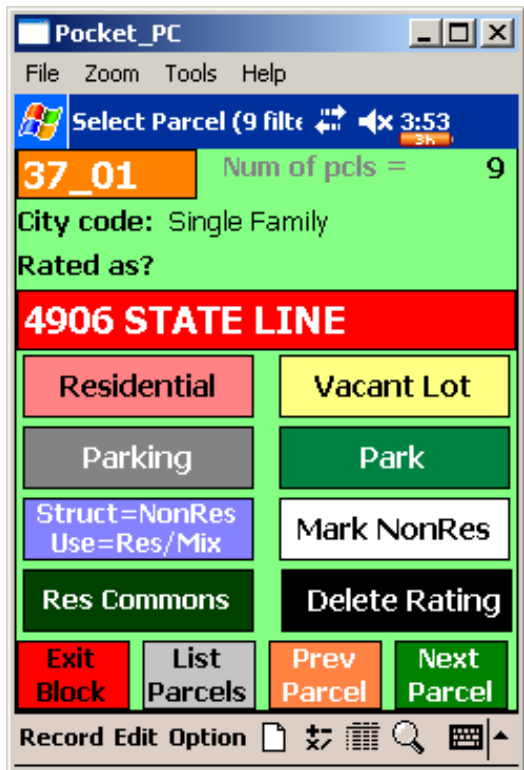 Pocket_PC
File Zoom Tools Help
Select Parcel (9 filte 3:53
3h
37_01 Num of pcls = 9
City code: Single Family
Rated as?
4906 STATE LINE
Residential Vacant Lot
Parking Park
Struct=NonRes
Use=Res/Mix
Mark NonRes
Res Commons Delete Rating
Exit
Block
List
Parcels
Prev
Parcel
Next
Parcel
Record Edit Option